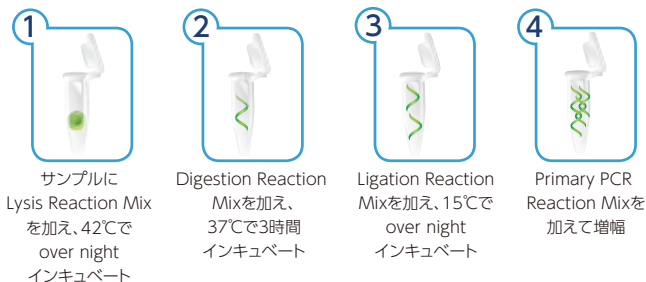 1
サンプルに
Lysis Reaction Mix
を加え、42℃で
over night
インキュベート
2
Digestion Reaction
Mixを加え、
37℃で3時間
インキュベート
3
Ligation Reaction
Mixを加え、15℃で
over night
インキュベート
4
Primary PCR
Reaction Mixを
加えて増幅